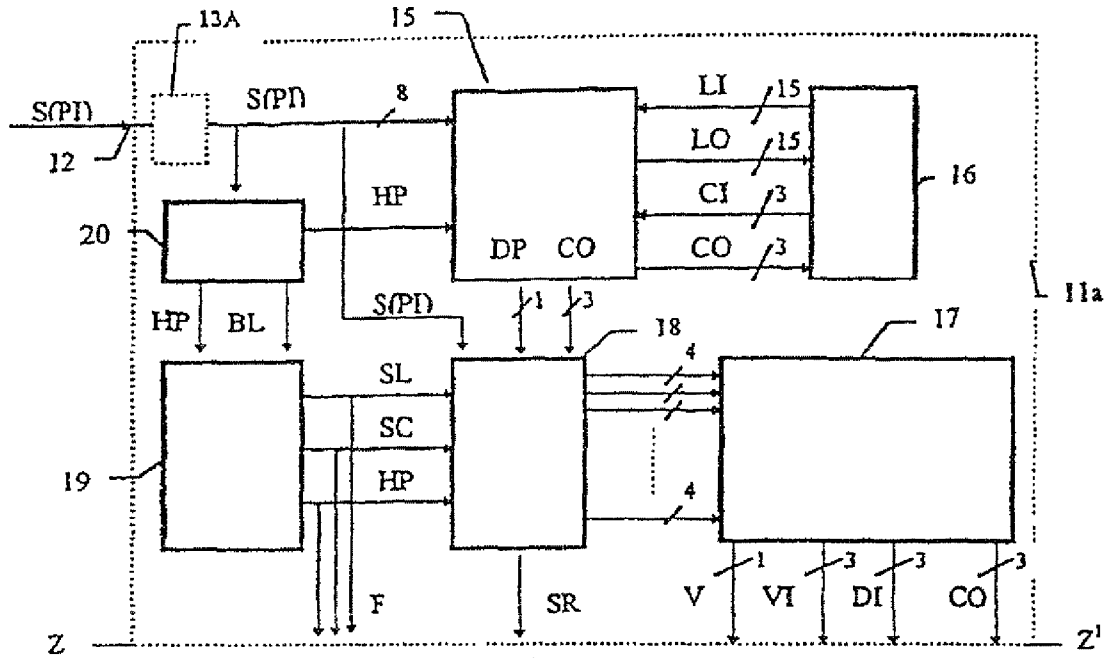 13A
15
S(PI)
S(PI)
8
LI
15
12
LO
15
16
HP
CI
3
20
DP
CO
CO
3
11a
HP
BL
S(PI)
1
3
18
17
SL
4
SC
19
HP
4
1
3
3
3
F
SR
V
VI
DI
CO
Z
Z'